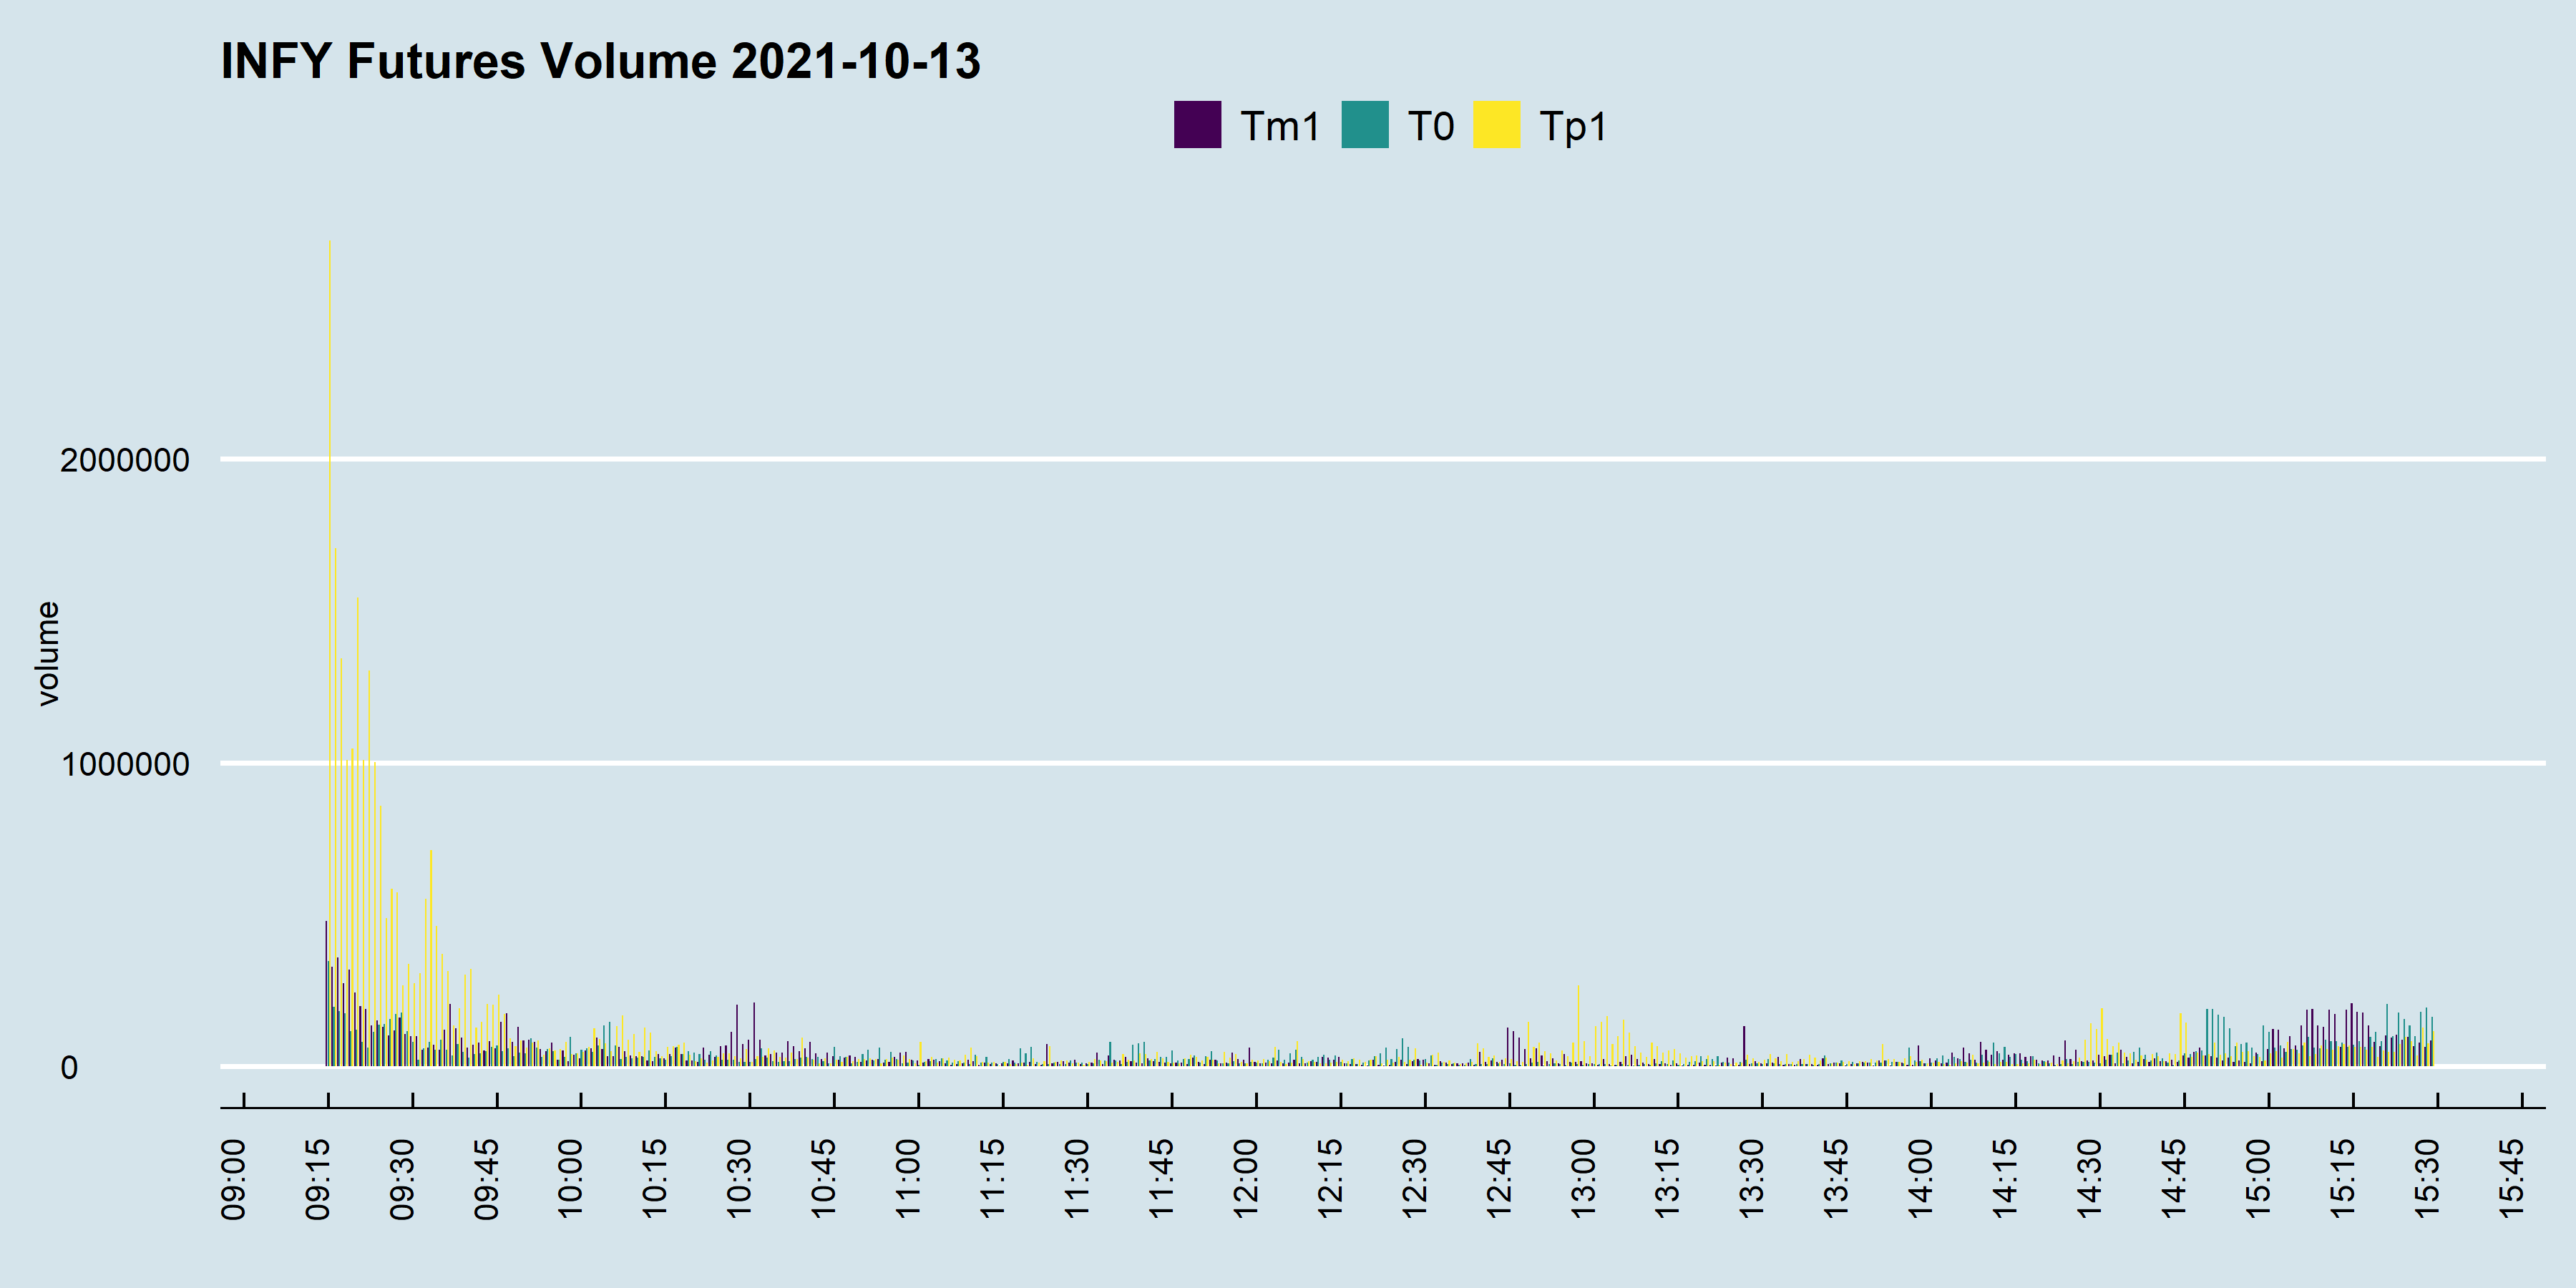 INFY Futures Volume 2021-10-13
Tm1 T0 Tp1
2000000
1000000
0
volume
09:00 09:15 09:30 09:45 10:00 10:15 10:30 10:45 11:00 11:15 11:30 11:45 12:00 12:15 12:30 12:45 13:00 13:15 13:30 13:45 14:00 14:15 14:30 14:45 15:00 15:15 15:30 15:45